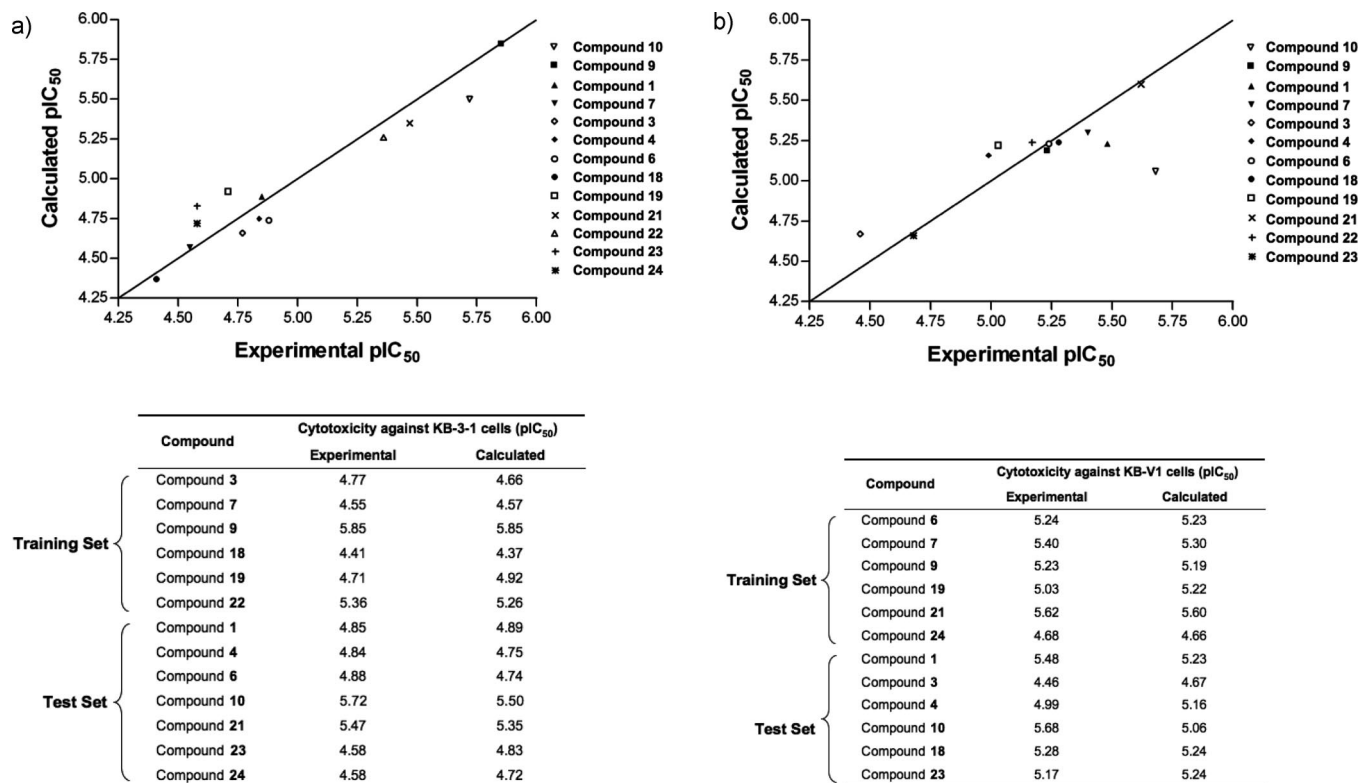 a)
Calculated pIC50
6.00
5.75
5.50
5.25
5.00
4.75
4.50
4.25
4.25 4.50 4.75 5.00 5.25 5.50 5.75 6.00
Experimental pIC50
Compound 10
Compound 9
Compound 1
Compound 7
Compound 3
Compound 4
Compound 6
Compound 18
Compound 19
Compound 21
Compound 22
Compound 23
Compound 24
b)
Calculated pIC50
6.00
5.75
5.50
5.25
5.00
4.75
4.50
4.25
4.25 4.50 4.75 5.00 5.25 5.50 5.75 6.00
Experimental pIC50
Compound 10
Compound 9
Compound 1
Compound 7
Compound 3
Compound 4
Compound 6
Compound 18
Compound 19
Compound 21
Compound 22
Compound 23
Compound Cytotoxicity against KB-3-1 cells (pIC50)
Experimental Calculated
Training Set
Compound 3 4.77 4.66
Compound 7 4.55 4.57
Compound 9 5.85 5.85
Compound 18 4.41 4.37
Compound 19 4.71 4.92
Compound 22 5.36 5.26
Test Set
Compound 1 4.85 4.89
Compound 4 4.84 4.75
Compound 6 4.88 4.74
Compound 10 5.72 5.50
Compound 21 5.47 5.35
Compound 23 4.58 4.83
Compound 24 4.58 4.72
Compound Cytotoxicity against KB-V1 cells (pIC50)
Experimental Calculated
Training Set
Compound 6 5.24 5.23
Compound 7 5.40 5.30
Compound 9 5.23 5.19
Compound 19 5.03 5.22
Compound 21 5.62 5.60
Compound 24 4.68 4.66
Test Set
Compound 1 5.48 5.23
Compound 3 4.46 4.67
Compound 4 4.99 5.16
Compound 10 5.68 5.06
Compound 18 5.28 5.24
Compound 23 5.17 5.24